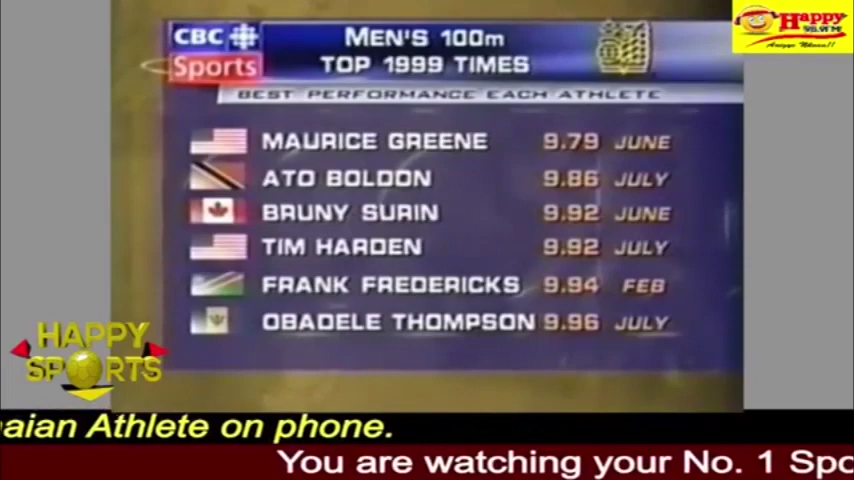 CBC
Sports
MEN'S 100m
TOP 1999 TIMES
BEST PERFORMANCE EACH ATHLETE
MAURICE GREENE 9.79 JUNE
ATO BOLDON 9.86 JULY
BRUNY SURIN 9.92 JUNE
TIM HARDEN 9.92 JULY
FRANK FREDERICKS 9.94 FEB
OBADELE THOMPSON 9.96 JULY
Happy
98.9 FM
HAPPY
SPORTS
aian Athlete on phone.
You are watching your No. 1 Spo